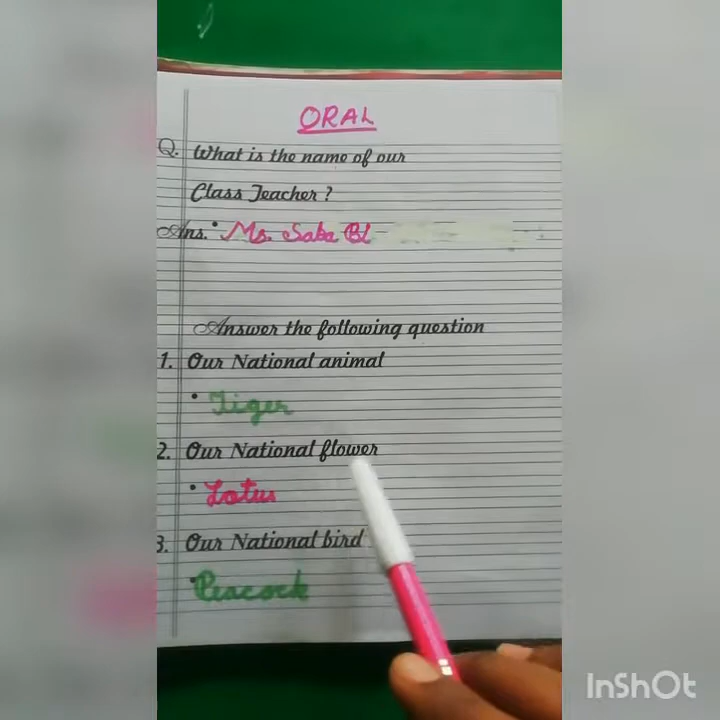 ORAL
Q. What is the name of our
Class Teacher ?
Ans. Ms. Saba
Answer the following question
1. Our National animal
Tiger
2. Our National flower
Lotus
3. Our National bird
Peacock
InShOt